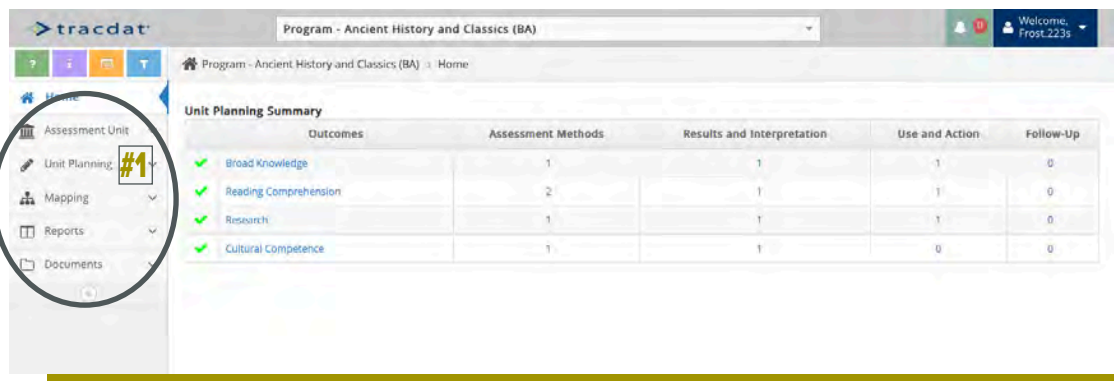 tracdat
Program - Ancient History and Classics (BA)
0
Welcome,
Frost.223s
? i T
Program - Ancient History and Classics (BA) > Home
Home
Assessment Unit
Unit Planning
#1
Mapping
Reports
Documents
Unit Planning Summary
Outcomes Assessment Methods Results and Interpretation Use and Action Follow-Up
Broad Knowledge 1 1 1 0
Reading Comprehension 2 1 1 0
Research 1 1 1 0
Cultural Competence 1 1 0 0